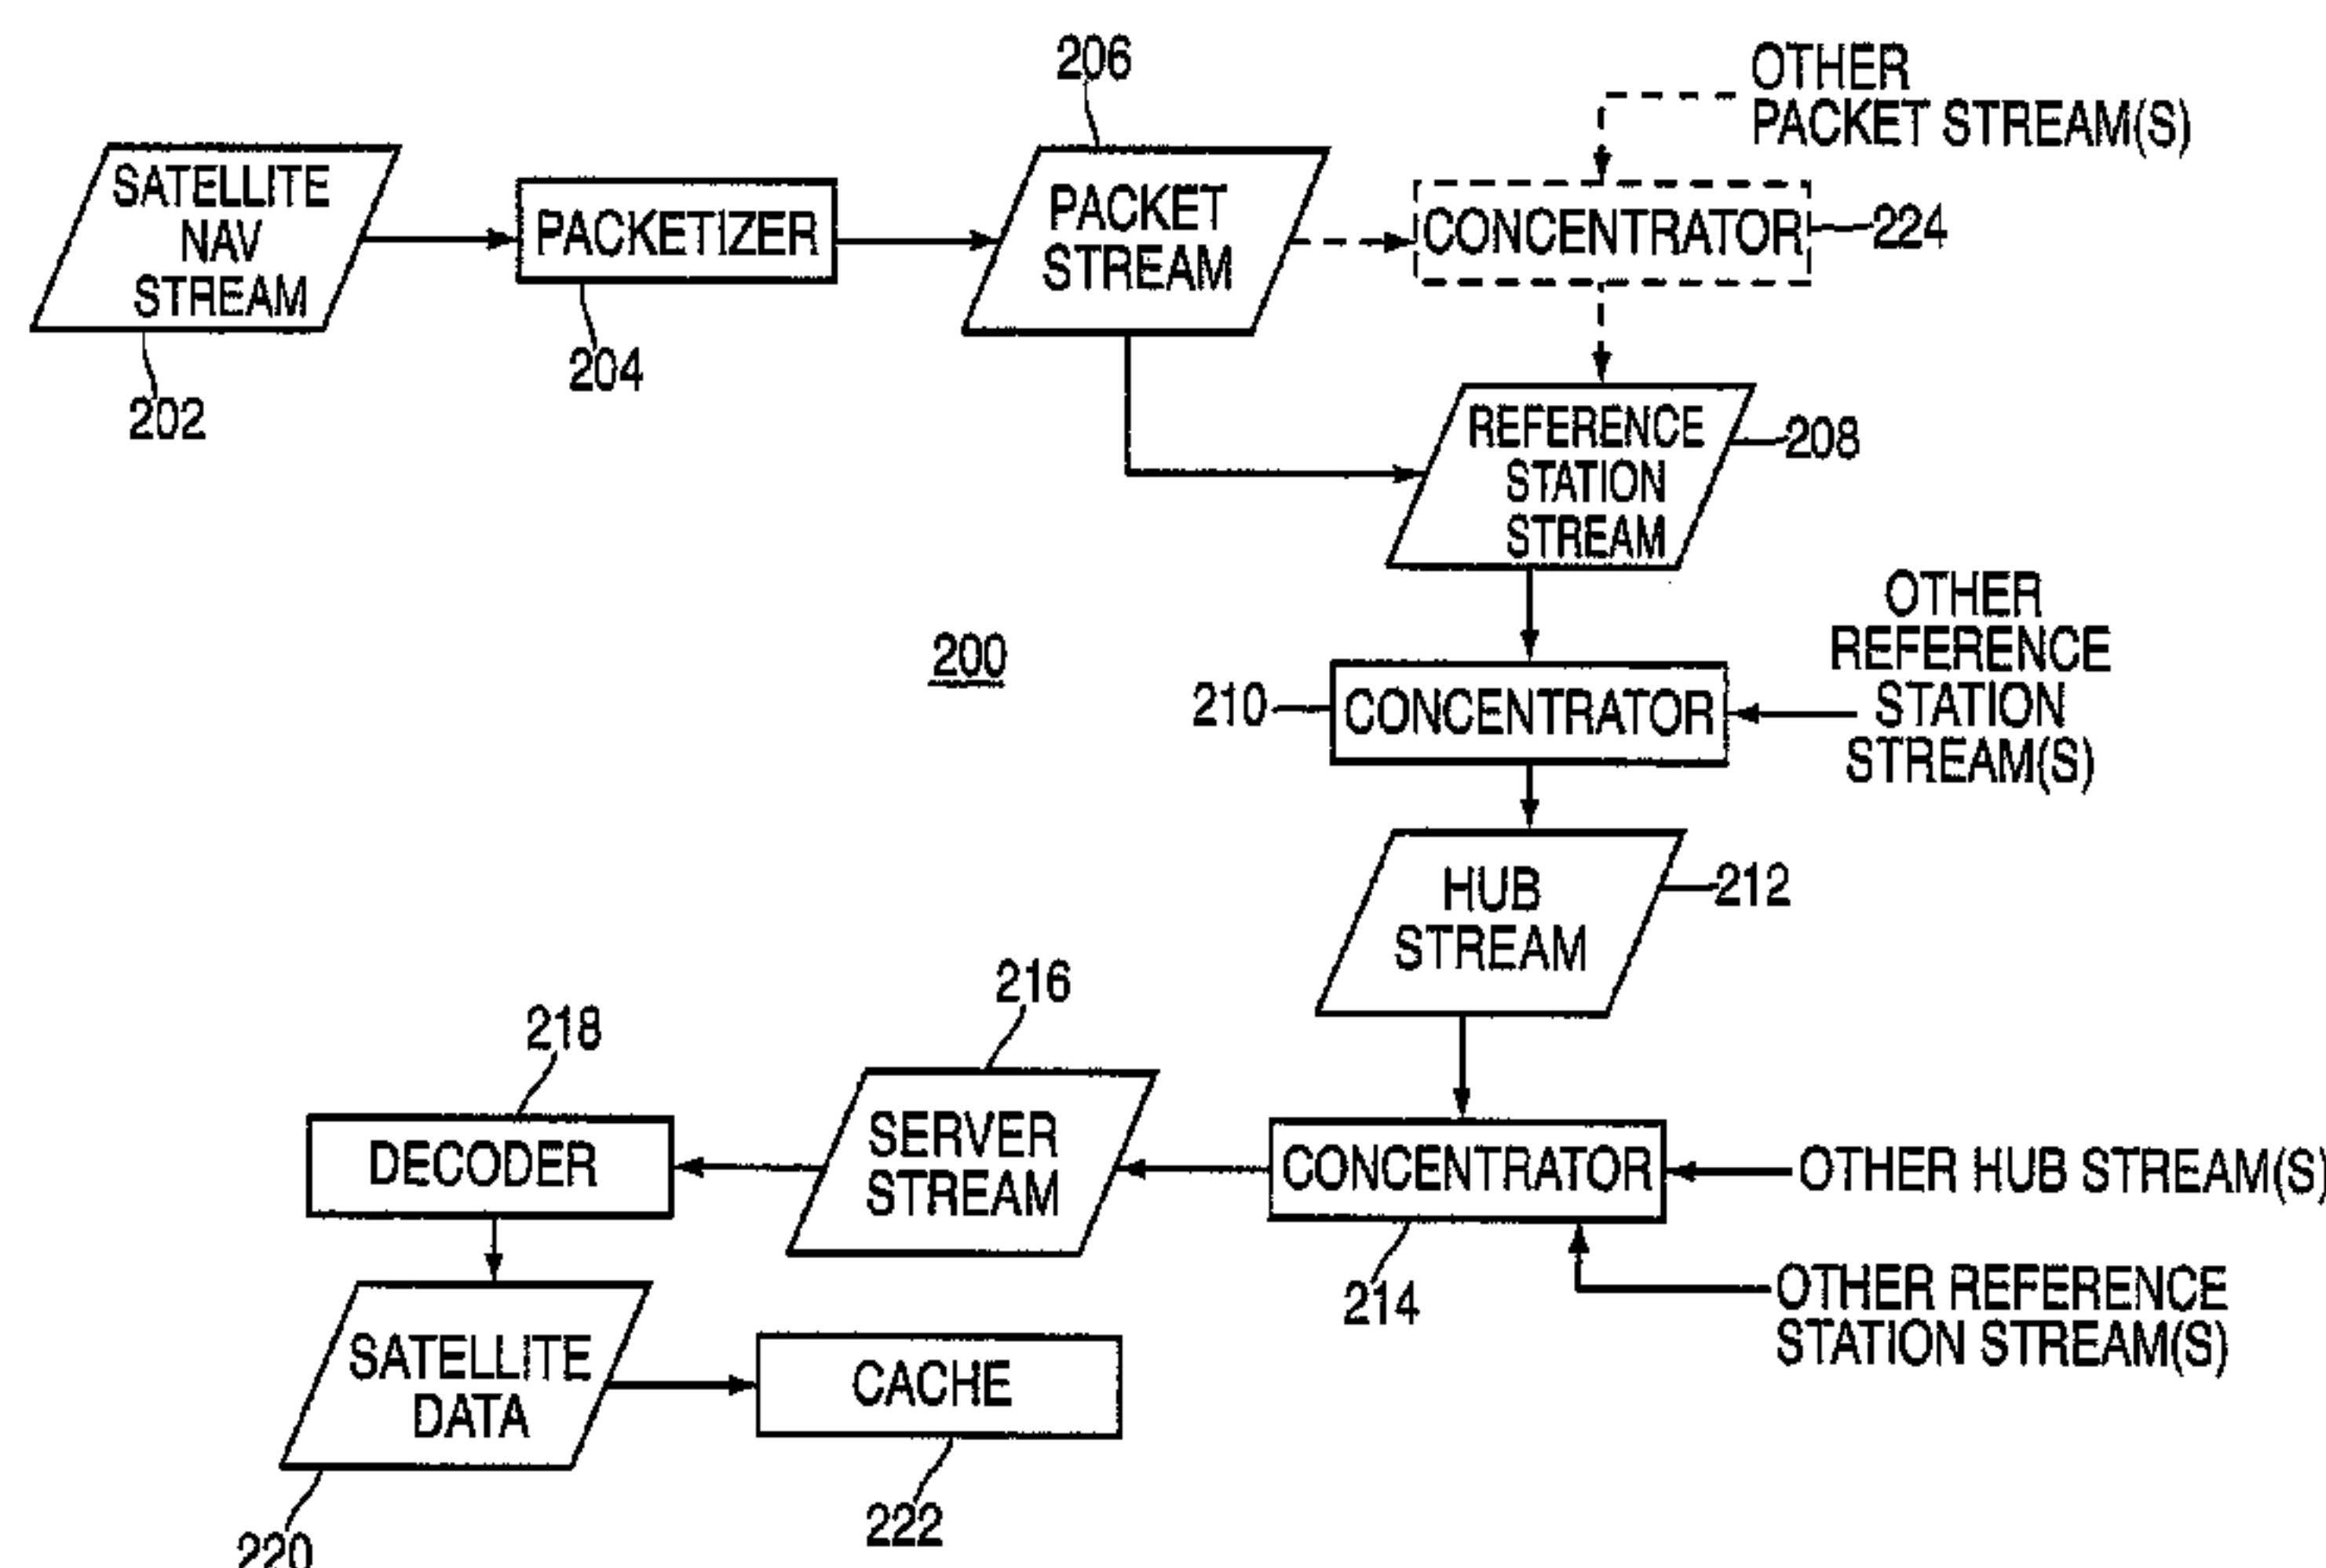 206
OTHER
PACKET STREAM(S)
SATELLITE
NAV
STREAM
PACKETIZER
PACKET
STREAM
CONCENTRATOR
224
204
202
REFERENCE
STATION
STREAM
208
200
OTHER
REFERENCE
STATION
STREAM(S)
210
CONCENTRATOR
HUB
STREAM
212
216
218
DECODER
SERVER
STREAM
CONCENTRATOR
OTHER HUB STREAM(S)
214
OTHER REFERENCE
STATION STREAM(S)
SATELLITE
DATA
CACHE
222
220